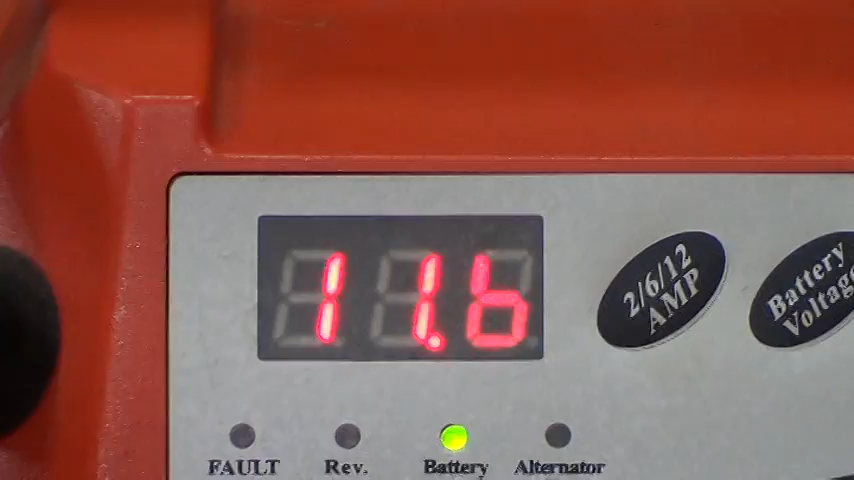 11.6
2/6/12
AMP
Battery
Voltage
FAULT
Rev.
Battery
Alternator